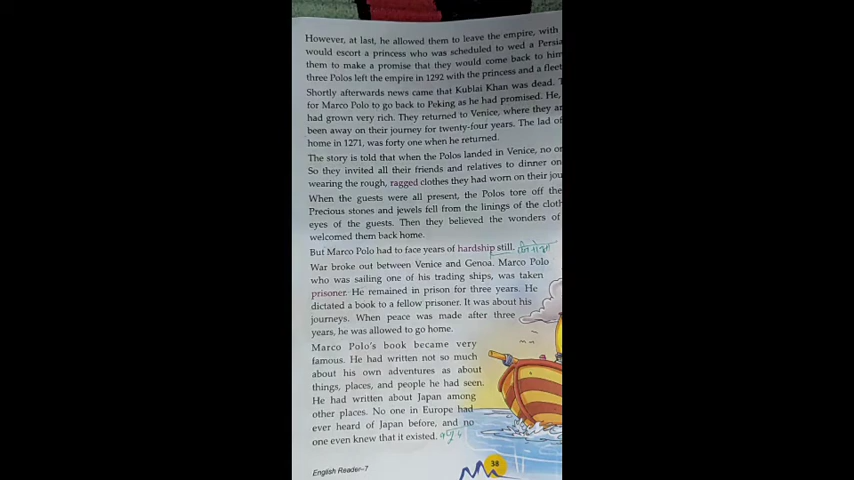 However, at last, he allowed them to leave the empire, with
would escort a princess who was scheduled to wed a Persia
them to make a promise that they would come back to him
three Polos left the empire in 1292 with the princess and a fleet
Shortly afterwards news came that Kublai Khan was dead. T
for Marco Polo to go back to Peking as he had promised. He,
had grown very rich. They returned to Venice, where they ar
been away on their journey for twenty-four years. The lad of
home in 1271, was forty one when he returned.
The story is told that when the Polos landed in Venice, no or
So they invited all their friends and relatives to dinner on
wearing the rough, ragged clothes they had worn on their jou
When the guests were all present, the Polos tore off the
Precious stones and jewels fell from the linings of the cloth
eyes of the guests. Then they believed the wonders of
welcomed them back home.
But Marco Polo had to face years of hardship still.
War broke out between Venice and Genoa. Marco Polo
who was sailing one of his trading ships, was taken
prisoner. He remained in prison for three years. He
dictated a book to a fellow prisoner. It was about his
journeys. When peace was made after three
years, he was allowed to go home.
Marco Polo's book became very
famous. He had written not so much
about his own adventures as about
things, places, and people he had seen.
He had written about Japan among
other places. No one in Europe had
ever heard of Japan before, and no
one even knew that it existed.
English Reader-7
38